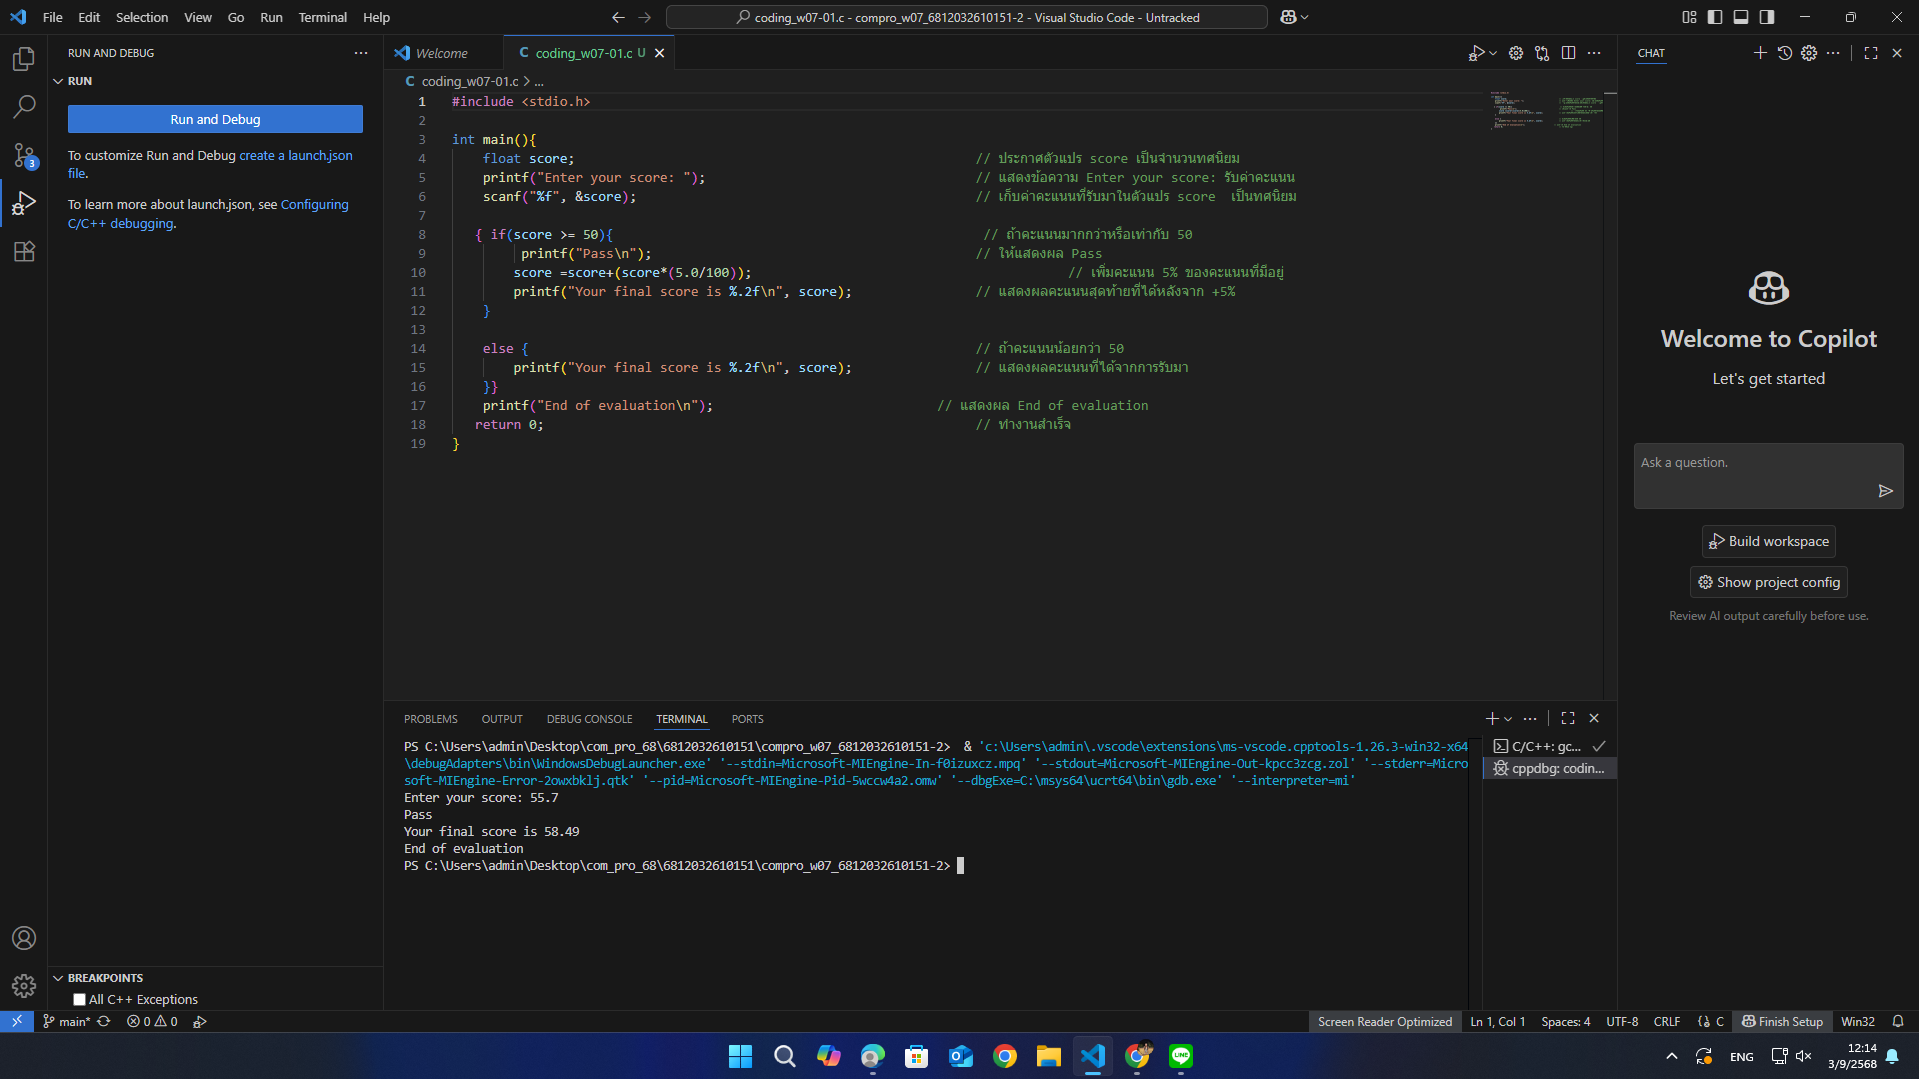 File Edit Selection View Go Run Terminal Help
coding_w07-01.c - compro_w07_6812032610151-2 - Visual Studio Code - Untracked
RUN AND DEBUG
RUN
Run and Debug
To customize Run and Debug create a launch.json
file.
To learn more about launch.json, see Configuring
C/C++ debugging.
BREAKPOINTS
All C++ Exceptions
Welcome
C coding_w07-01.c U
C coding_w07-01.c > ...
1 #include <stdio.h>
2
3 int main(){
4 float score; // ประกาศตัวแปร score เป็นจำนวนทศนิยม
5 printf("Enter your score: "); // แสดงข้อความ Enter your score: รับค่าคะแนน
6 scanf("%f", &score); // เก็บค่าคะแนนที่รับมาในตัวแปร score  เป็นทศนิยม
7
8 { if(score >= 50){ // ถ้าคะแนนมากกว่าหรือเท่ากับ 50
9 printf("Pass\n"); // ให้แสดงผล Pass
10 score =score+(score*(5.0/100)); // เพิ่มคะแนน 5% ของคะแนนที่มีอยู่
11 printf("Your final score is %.2f\n", score); // แสดงผลคะแนนสุดท้ายที่ได้หลังจาก +5%
12 }
13
14 else { // ถ้าคะแนนน้อยกว่า 50
15 printf("Your final score is %.2f\n", score); // แสดงผลคะแนนที่ได้จากการรับมา
16 }}
17 printf("End of evaluation\n"); // แสดงผล End of evaluation
18 return 0; // ทำงานสำเร็จ
19 }
PROBLEMS OUTPUT DEBUG CONSOLE TERMINAL PORTS
PS C:\Users\admin\Desktop\com_pro_68\6812032610151\compro_w07_6812032610151-2>  & 'c:\Users\admin\.vscode\extensions\ms-vscode.cpptools-1.26.3-win32-x64
\debugAdapters\bin\WindowsDebugLauncher.exe' '--stdin=Microsoft-MIEngine-In-f0izuxcz.mpq' '--stdout=Microsoft-MIEngine-Out-kpcc3zcg.zol' '--stderr=Micro
soft-MIEngine-Error-2owxbklj.qtk' '--pid=Microsoft-MIEngine-Pid-5wccw4a2.omw' '--dbgExe=C:\msys64\ucrt64\bin\gdb.exe' '--interpreter=mi'
Enter your score: 55.7
Pass
Your final score is 58.49
End of evaluation
PS C:\Users\admin\Desktop\com_pro_68\6812032610151\compro_w07_6812032610151-2>
C/C++: gc...
cppdbg: codin...
CHAT
Welcome to Copilot
Let's get started
Ask a question.
Build workspace
Show project config
Review AI output carefully before use.
3
main* 0 0
Screen Reader Optimized Ln 1, Col 1 Spaces: 4 UTF-8 CRLF C Finish Setup Win32
LINE
ENG
12:14
3/9/2568